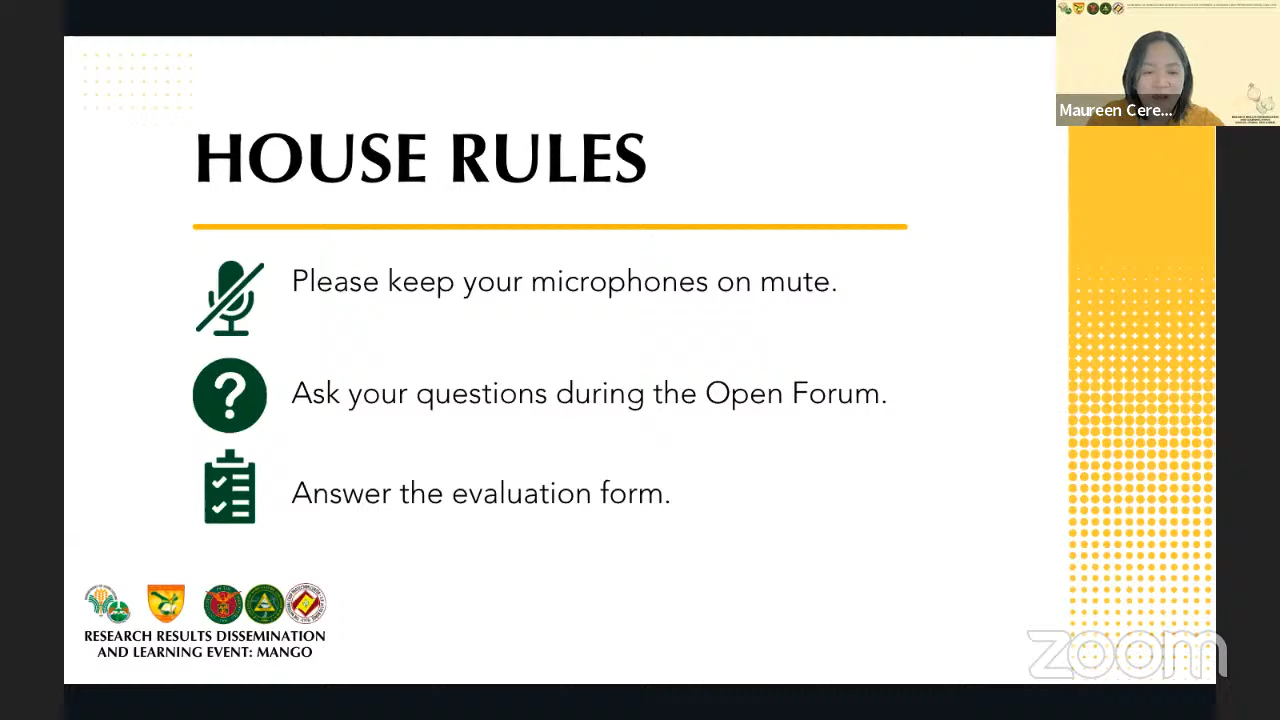 Maureen Cere...
HOUSE RULES
Please keep your microphones on mute.
Ask your questions during the Open Forum.
Answer the evaluation form.
RESEARCH RESULTS DISSEMINATION
AND LEARNING EVENT: MANGO
zoom